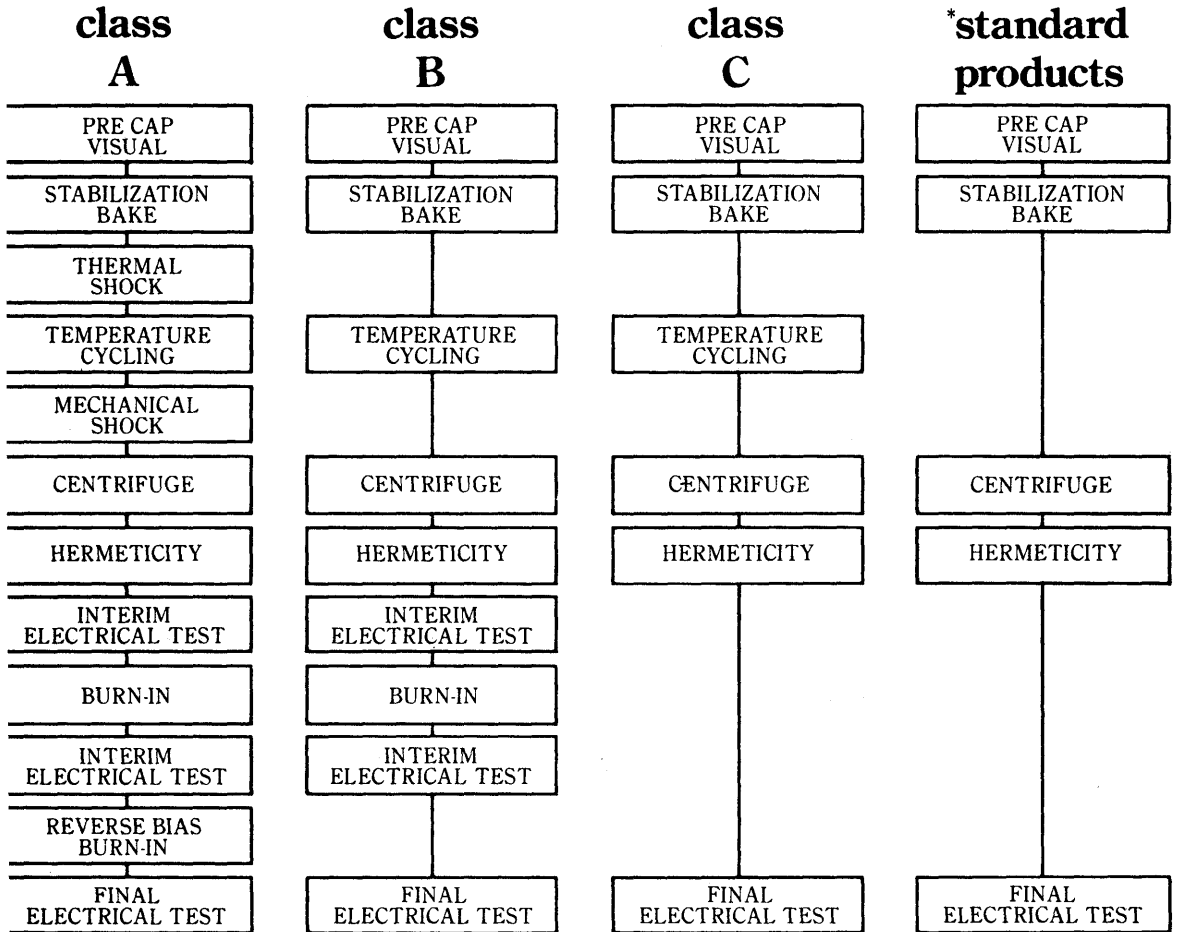 class
A
PRE CAP
VISUAL
STABILIZATION
BAKE
THERMAL
SHOCK
TEMPERATURE
CYCLING
MECHANICAL
SHOCK
CENTRIFUGE
HERMETICITY
INTERIM
ELECTRICAL TEST
BURN-IN
INTERIM
ELECTRICAL TEST
REVERSE BIAS
BURN-IN
FINAL
ELECTRICAL TEST
class
B
PRE CAP
VISUAL
STABILIZATION
BAKE
TEMPERATURE
CYCLING
CENTRIFUGE
HERMETICITY
INTERIM
ELECTRICAL TEST
BURN-IN
INTERIM
ELECTRICAL TEST
FINAL
ELECTRICAL TEST
class
C
PRE CAP
VISUAL
STABILIZATION
BAKE
TEMPERATURE
CYCLING
CENTRIFUGE
HERMETICITY
FINAL
ELECTRICAL TEST
*standard
products
PRE CAP
VISUAL
STABILIZATION
BAKE
CENTRIFUGE
HERMETICITY
FINAL
ELECTRICAL TEST